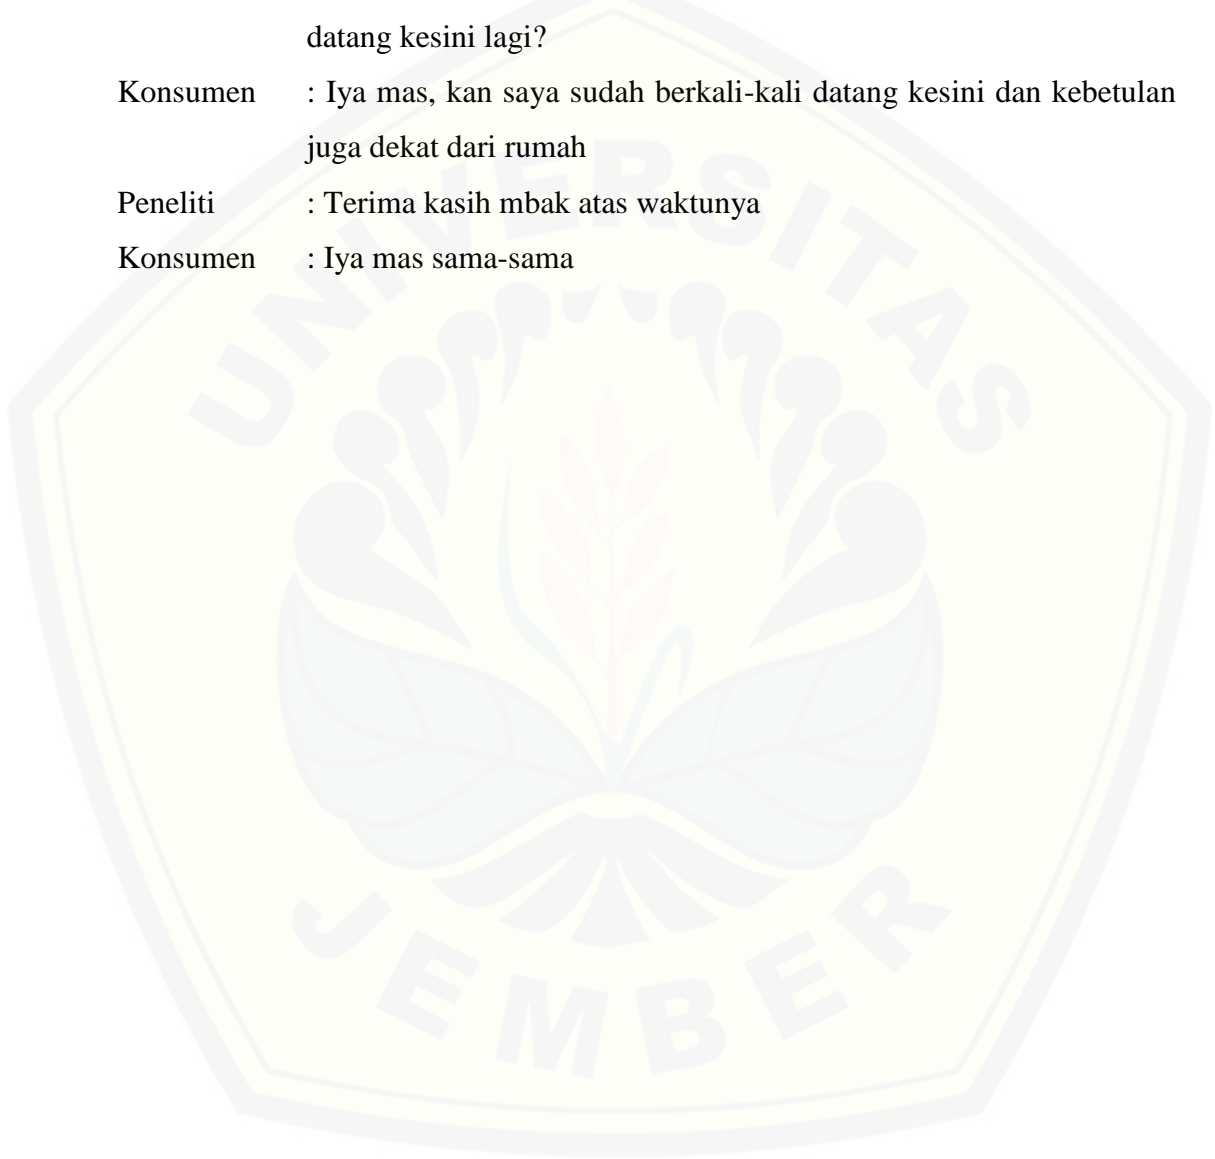 datang kesini lagi?
Konsumen : Iya mas, kan saya sudah berkali-kali datang kesini dan kebetulan
juga dekat dari rumah
Peneliti : Terima kasih mbak atas waktunya
Konsumen : Iya mas sama-sama
UNIVERSITAS
JEMBER